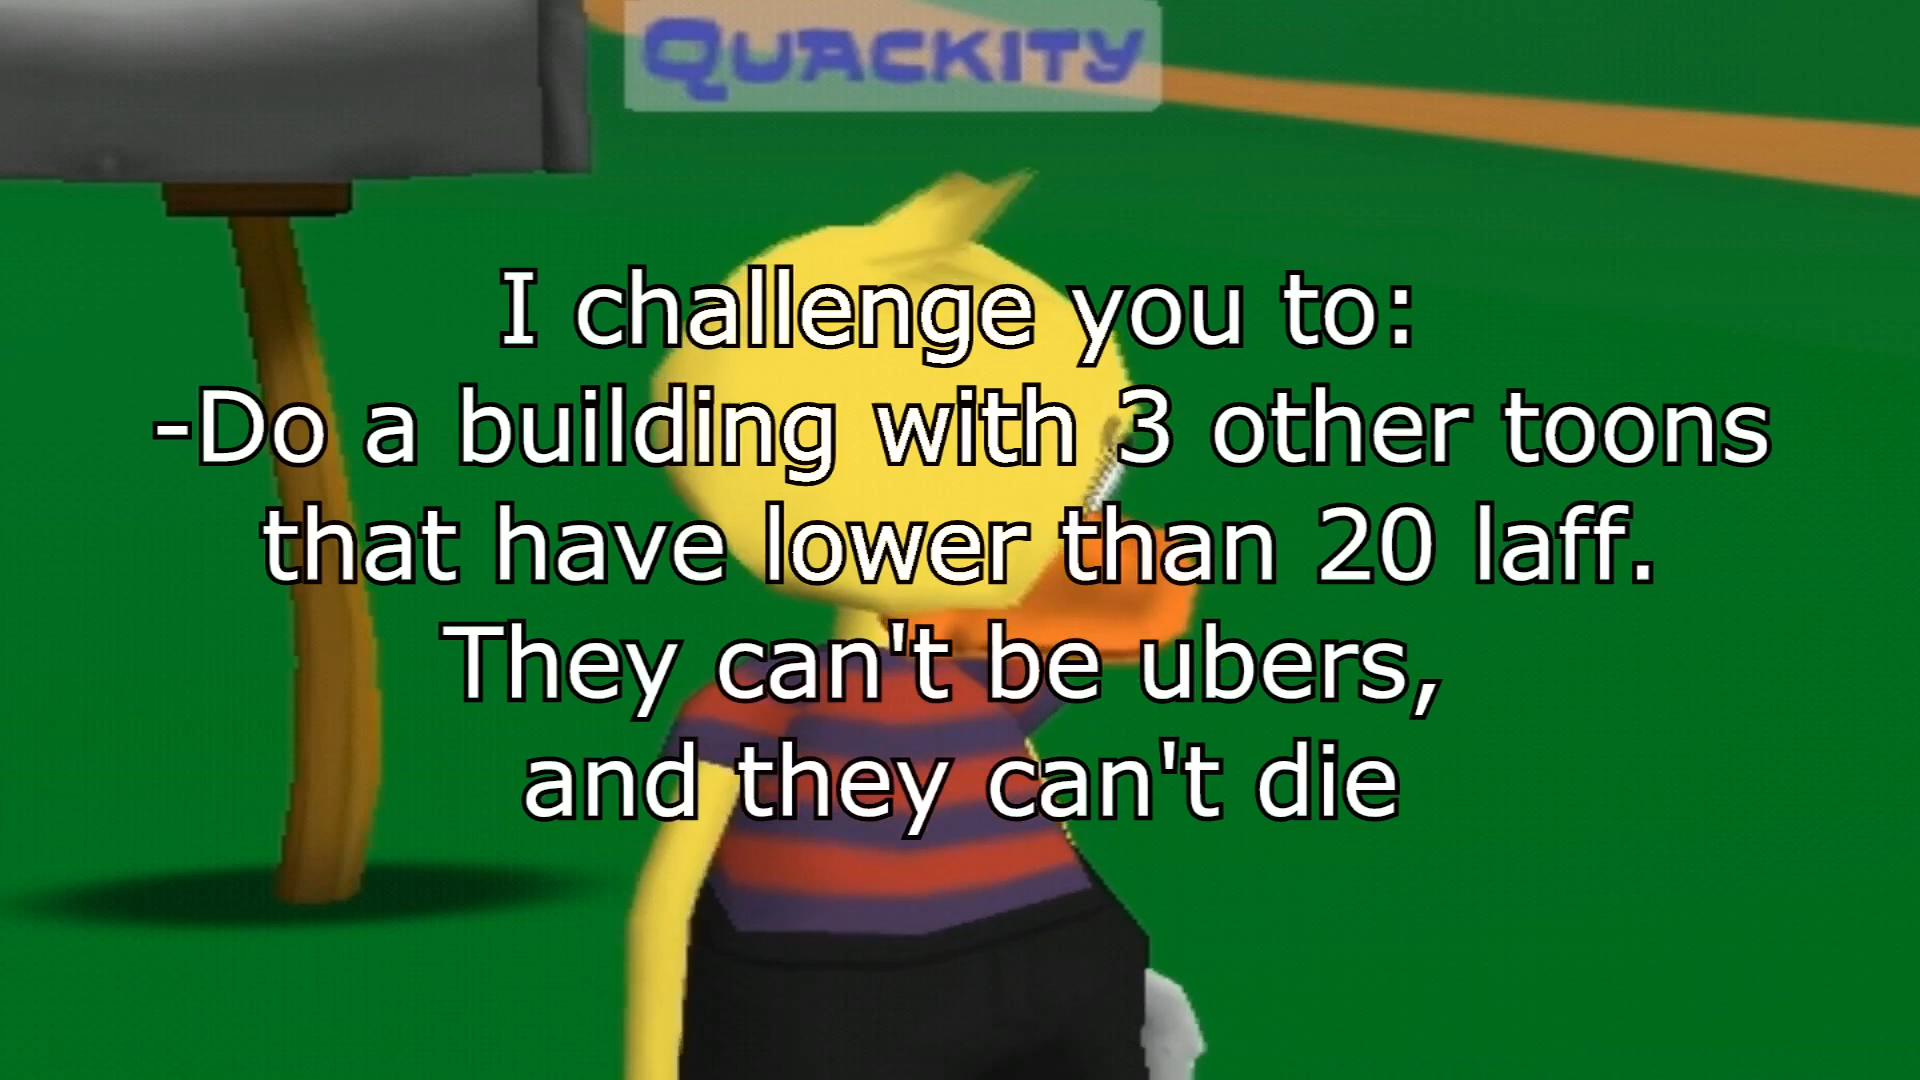 QUACKITY
I challenge you to:
-Do a building with 3 other toons
that have lower than 20 laff.
They can't be ubers,
and they can't die